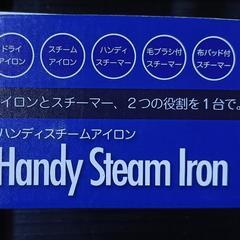 ドライ
アイロン
スチーム
アイロン
ハンディ
スチーマー
毛ブラシ付
スチーマー
布パッド付
スチーマー
イロンとスチーマー、2つの役割を1台で。
ハンディスチームアイロン
Handy Steam Iron